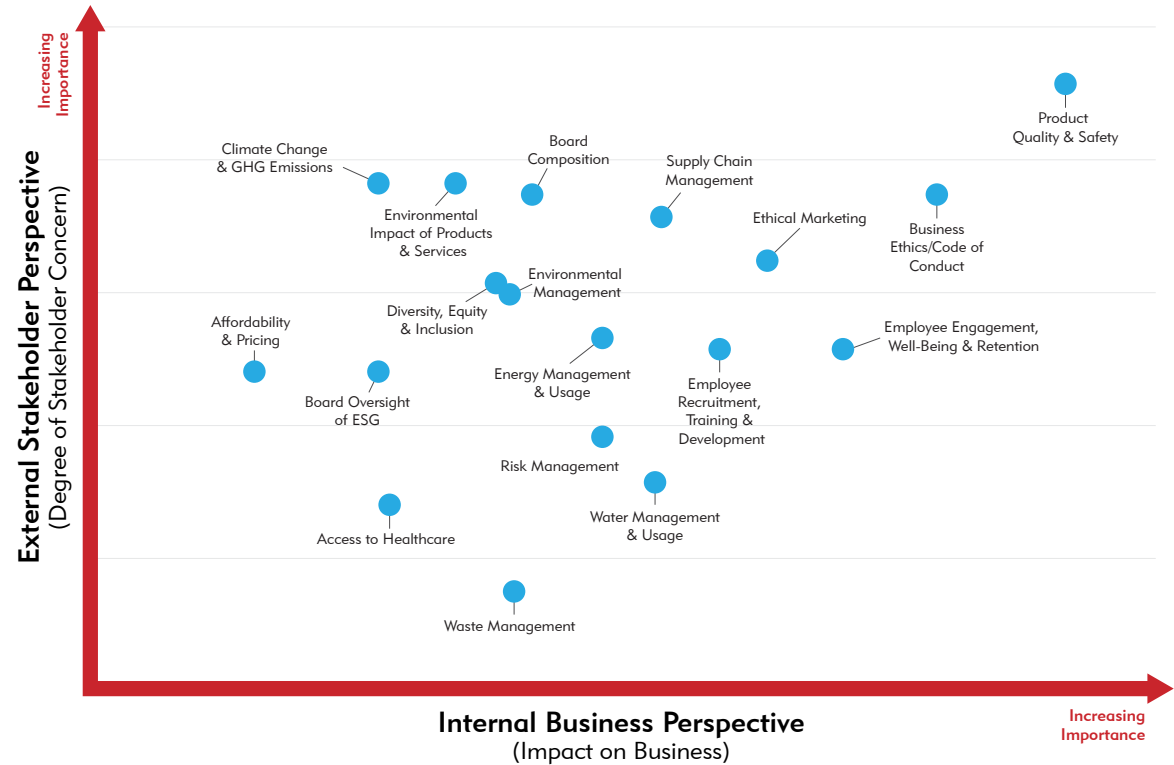 Increasing
Importance
External Stakeholder Perspective
(Degree of Stakeholder Concern)
Product
Quality & Safety
Climate Change
& GHG Emissions
Board
Composition
Supply Chain
Management
Environmental
Impact of Products
& Services
Ethical Marketing
Business
Ethics/Code of
Conduct
Environmental
Management
Diversity, Equity
& Inclusion
Affordability
& Pricing
Employee Engagement,
Well-Being & Retention
Energy Management
& Usage
Employee
Recruitment,
Training &
Development
Board Oversight
of ESG
Risk Management
Water Management
& Usage
Access to Healthcare
Waste Management
Internal Business Perspective
(Impact on Business)
Increasing
Importance